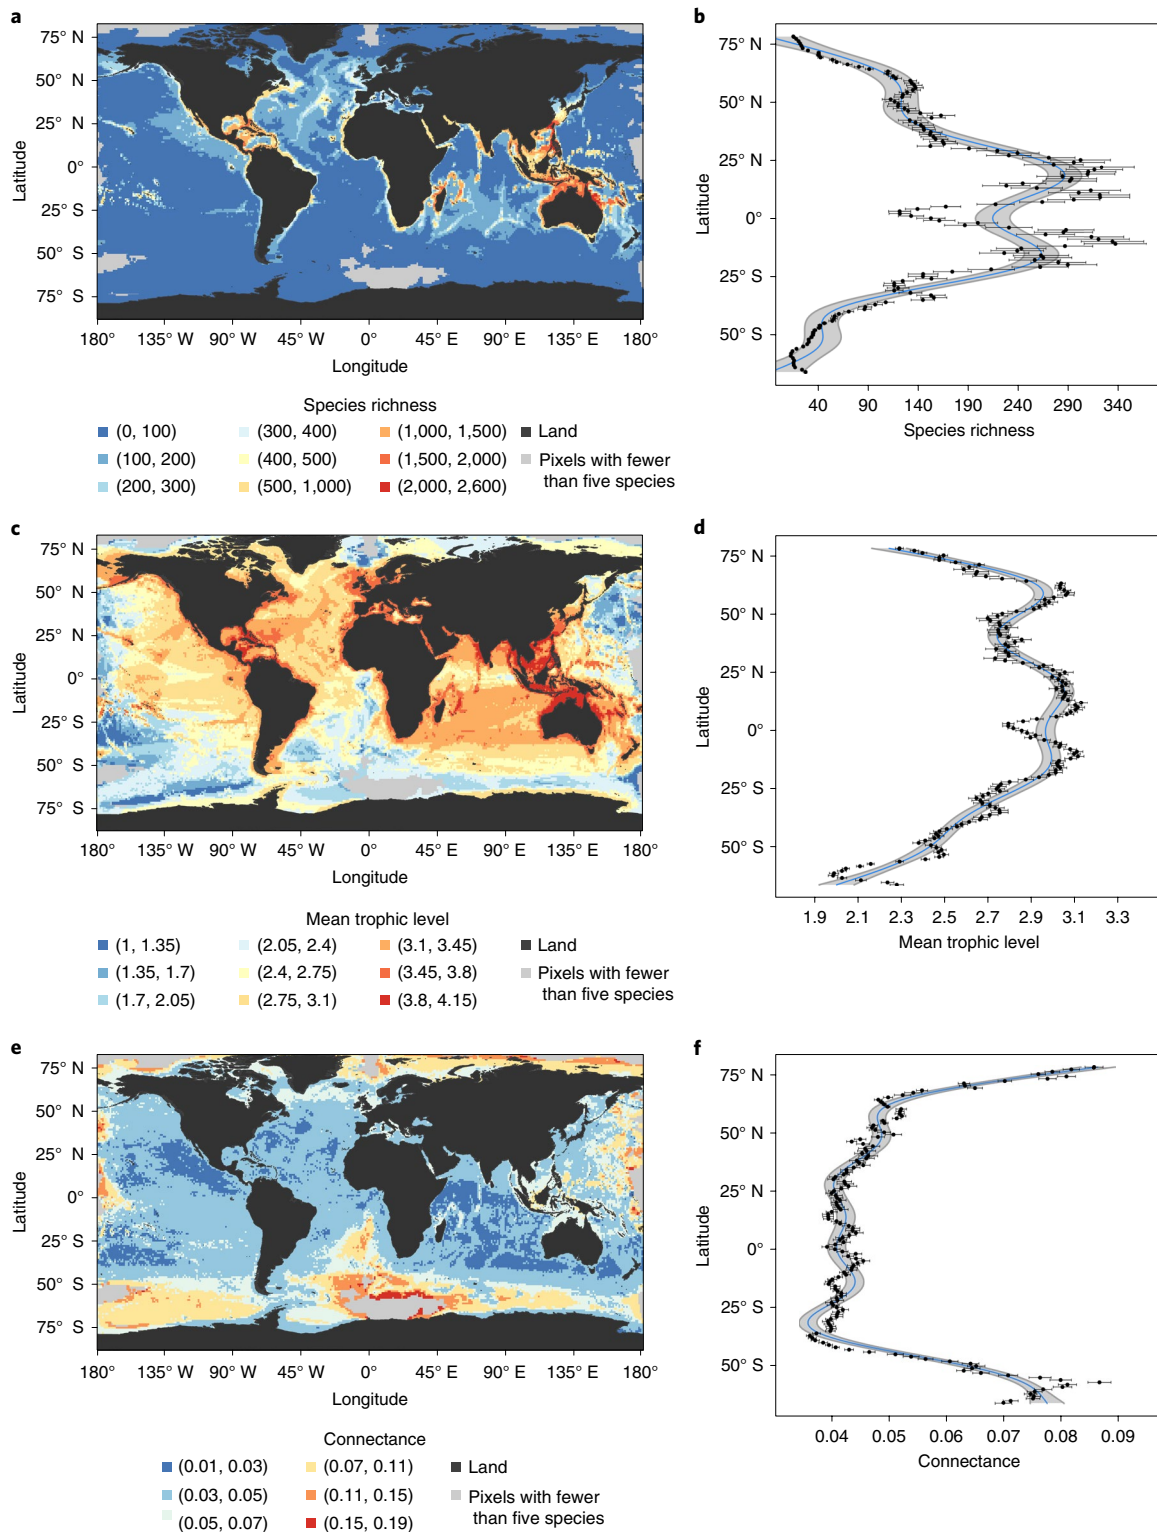 a
75° N
50° N
25° N
0°
25° S
50° S
75° S
Latitude
180°
135° W
90° W
45° W
0°
45° E
90° E
135° E
180°
Longitude
Species richness
(0, 100)
(300, 400)
(1,000, 1,500)
Land
(100, 200)
(400, 500)
(1,500, 2,000)
Pixels with fewer
than five species
(200, 300)
(500, 1,000)
(2,000, 2,600)
b
75° N
50° N
25° N
0°
25° S
50° S
Latitude
40
90
140
190
240
290
340
Species richness
c
75° N
50° N
25° N
0°
25° S
50° S
75° S
Latitude
180°
135° W
90° W
45° W
0°
45° E
90° E
135° E
180°
Longitude
Mean trophic level
(1, 1.35)
(2.05, 2.4)
(3.1, 3.45)
Land
(1.35, 1.7)
(2.4, 2.75)
(3.45, 3.8)
Pixels with fewer
than five species
(1.7, 2.05)
(2.75, 3.1)
(3.8, 4.15)
d
75° N
50° N
25° N
0°
25° S
50° S
Latitude
1.9
2.1
2.3
2.5
2.7
2.9
3.1
3.3
Mean trophic level
e
75° N
50° N
25° N
0°
25° S
50° S
75° S
Latitude
180°
135° W
90° W
45° W
0°
45° E
90° E
135° E
180°
Longitude
Connectance
(0.01, 0.03)
(0.07, 0.11)
Land
(0.03, 0.05)
(0.11, 0.15)
Pixels with fewer
than five species
(0.05, 0.07)
(0.15, 0.19)
f
75° N
50° N
25° N
0°
25° S
50° S
Latitude
0.04
0.05
0.06
0.07
0.08
0.09
Connectance